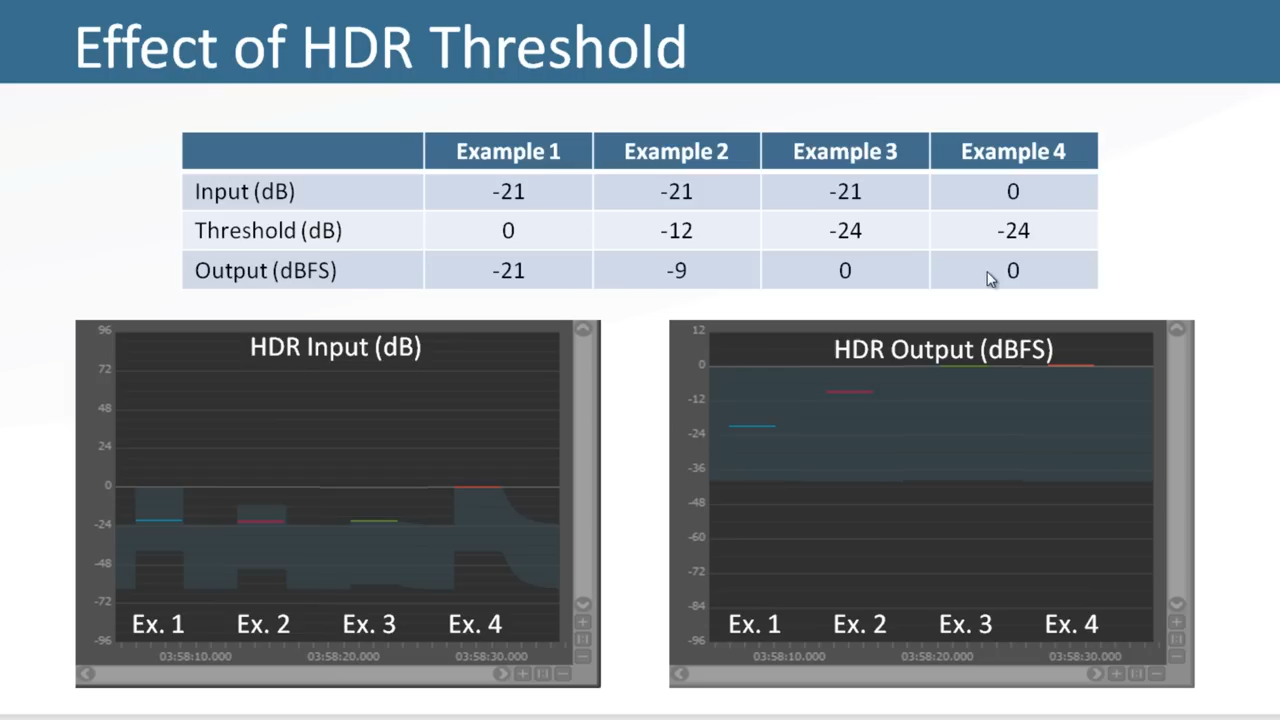 Effect of HDR Threshold
Example 1 Example 2 Example 3 Example 4
Input (dB) -21 -21 -21 0
Threshold (dB) 0 -12 -24 -24
Output (dBFS) -21 -9 0 0
HDR Input (dB)
96
72
48
24
0
-24
-48
-72
-96
Ex. 1 Ex. 2 Ex. 3 Ex. 4
03:58:10.000 03:58:20.000 03:58:30.000
HDR Output (dBFS)
12
0
-12
-24
-36
-48
-60
-72
-84
-96
Ex. 1 Ex. 2 Ex. 3 Ex. 4
03:58:10.000 03:58:20.000 03:58:30.000